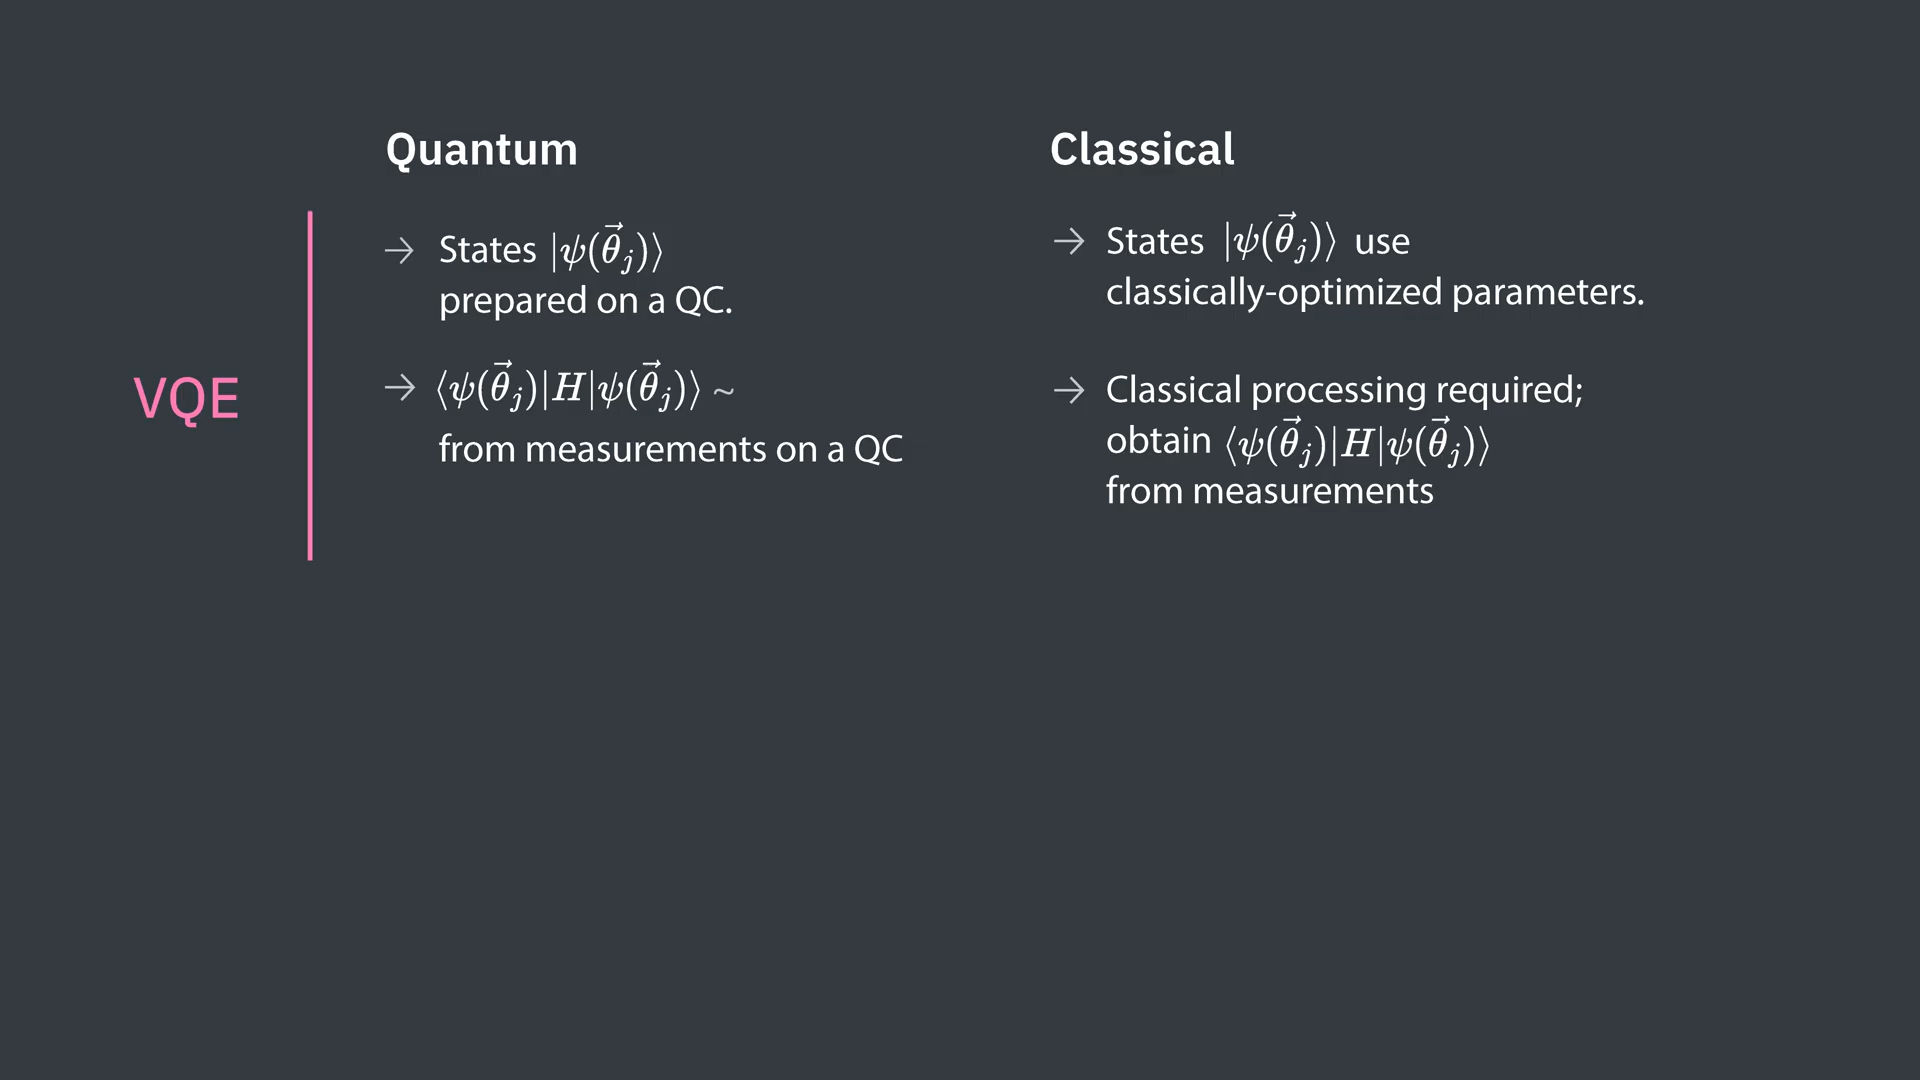 Quantum
Classical
VQE
→ States |ψ(θ⃗ⱼ)⟩
prepared on a QC.
→ ⟨ψ(θ⃗ⱼ)|H|ψ(θ⃗ⱼ)⟩ ~
from measurements on a QC
→ States |ψ(θ⃗ⱼ)⟩ use
classically-optimized parameters.
→ Classical processing required;
obtain ⟨ψ(θ⃗ⱼ)|H|ψ(θ⃗ⱼ)⟩
from measurements